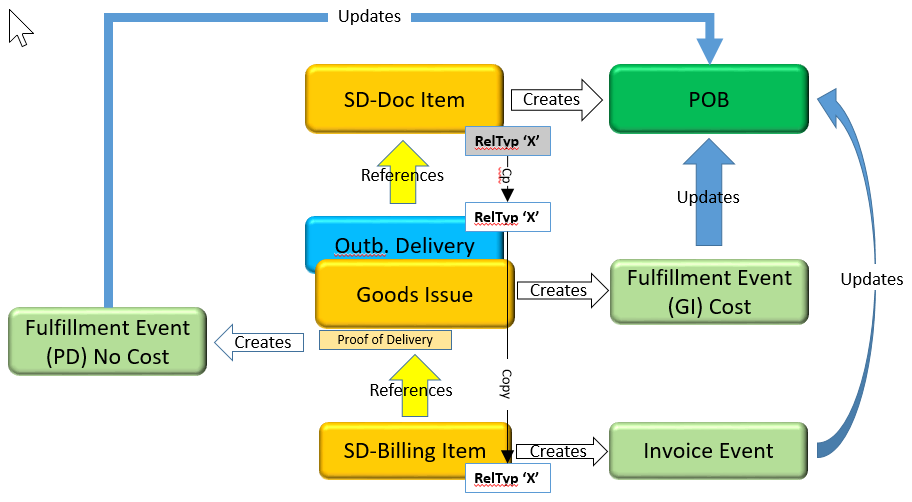 Updates
SD-Doc Item
Creates
POB
RelTyp ‘X’
References
Cp
Updates
RelTyp ‘X’
Outb. Delivery
Goods Issue
Creates
Fulfillment Event
(GI) Cost
Updates
Fulfillment Event
(PD) No Cost
Creates
Proof of Delivery
References
Copy
SD-Billing Item
Creates
Invoice Event
RelTyp ‘X’